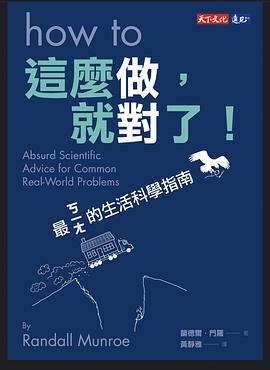 how to
天下文化
遠見
這麼做，
就對了！
Absurd Scientific
Advice for Common
Real-World Problems
最ㄎㄧㄤ的生活科學指南
By
Randall Munroe
蘭德爾・門羅 著
黃靜雅 譯